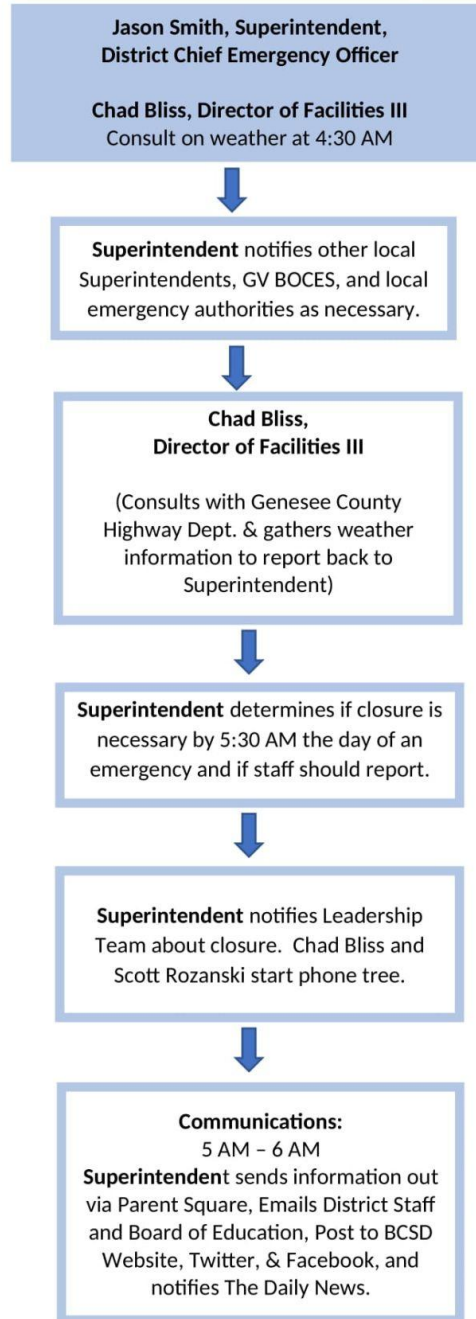 Jason Smith, Superintendent,
District Chief Emergency Officer
Chad Bliss, Director of Facilities III
Consult on weather at 4:30 AM
Superintendent notifies other local
Superintendents, GV BOCES, and local
emergency authorities as necessary.
Chad Bliss,
Director of Facilities III
(Consults with Genesee County
Highway Dept. & gathers weather
information to report back to
Superintendent)
Superintendent determines if closure is
necessary by 5:30 AM the day of an
emergency and if staff should report.
Superintendent notifies Leadership
Team about closure.  Chad Bliss and
Scott Rozanski start phone tree.
Communications:
5 AM – 6 AM
Superintendent sends information out
via Parent Square, Emails District Staff
and Board of Education, Post to BCSD
Website, Twitter, & Facebook, and
notifies The Daily News.